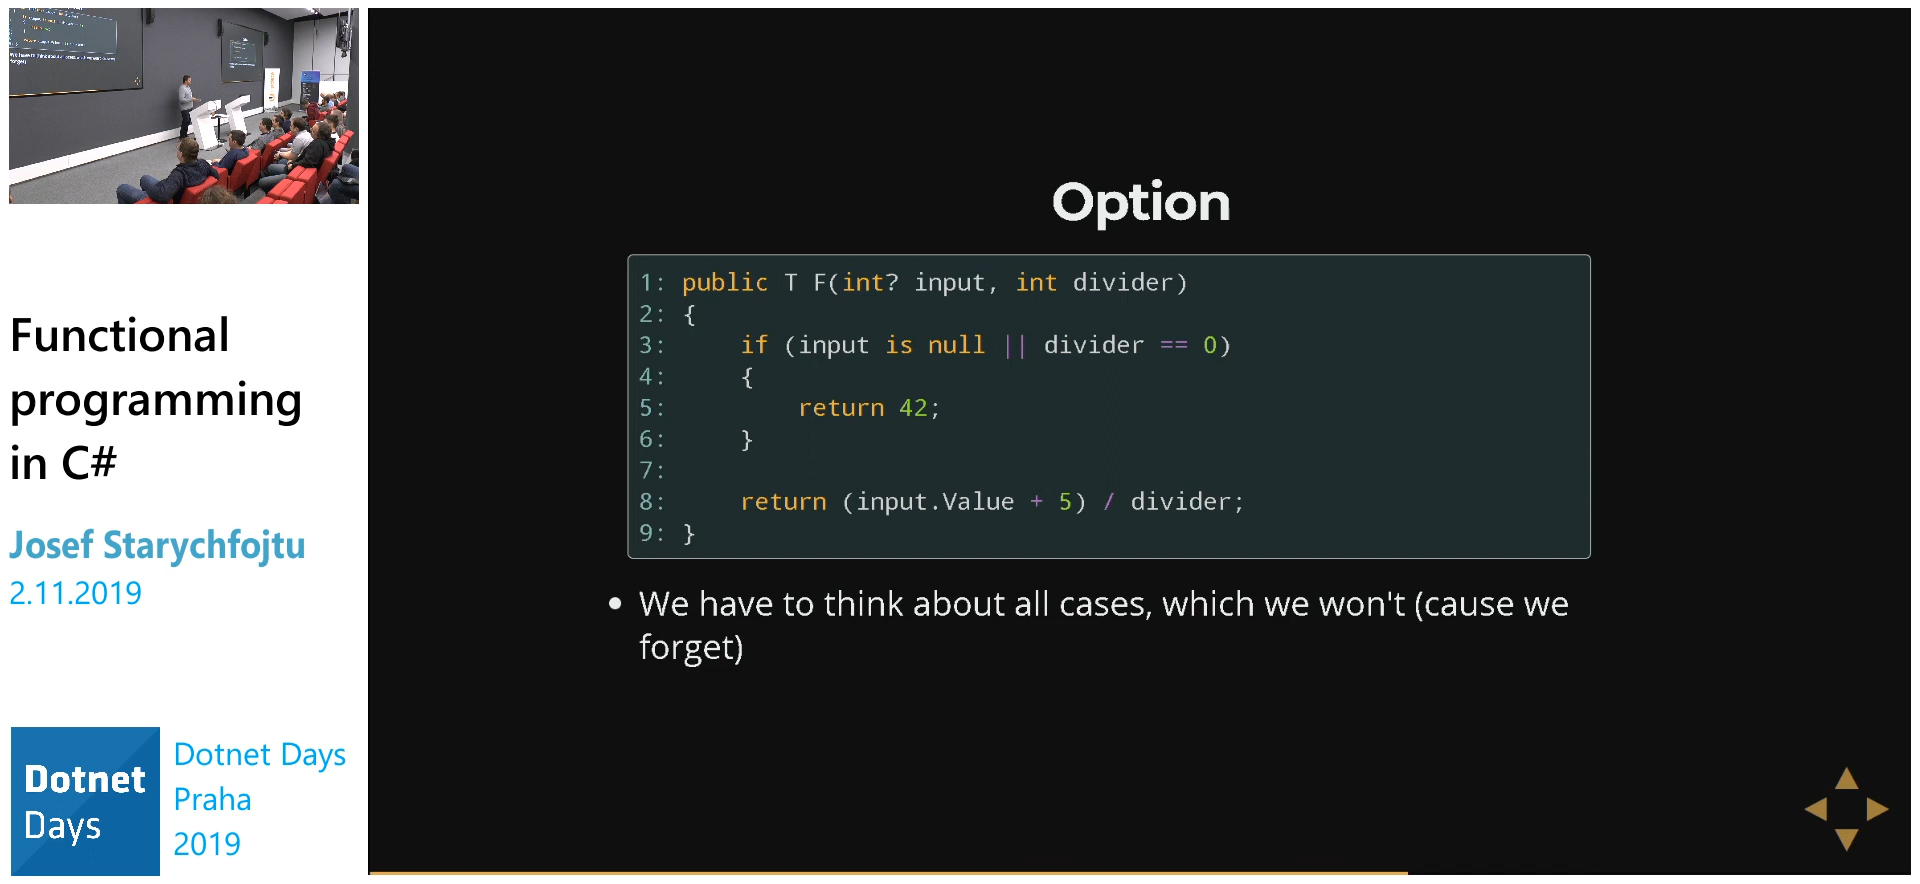 Functional
programming
in C#
Josef Starychfojtu
2.11.2019
Dotnet
Days
Dotnet Days
Praha
2019
Option
1: public T F(int? input, int divider)
2: {
3:     if (input is null || divider == 0)
4:     {
5:         return 42;
6:     }
7:
8:     return (input.Value + 5) / divider;
9: }
• We have to think about all cases, which we won't (cause we
forget)